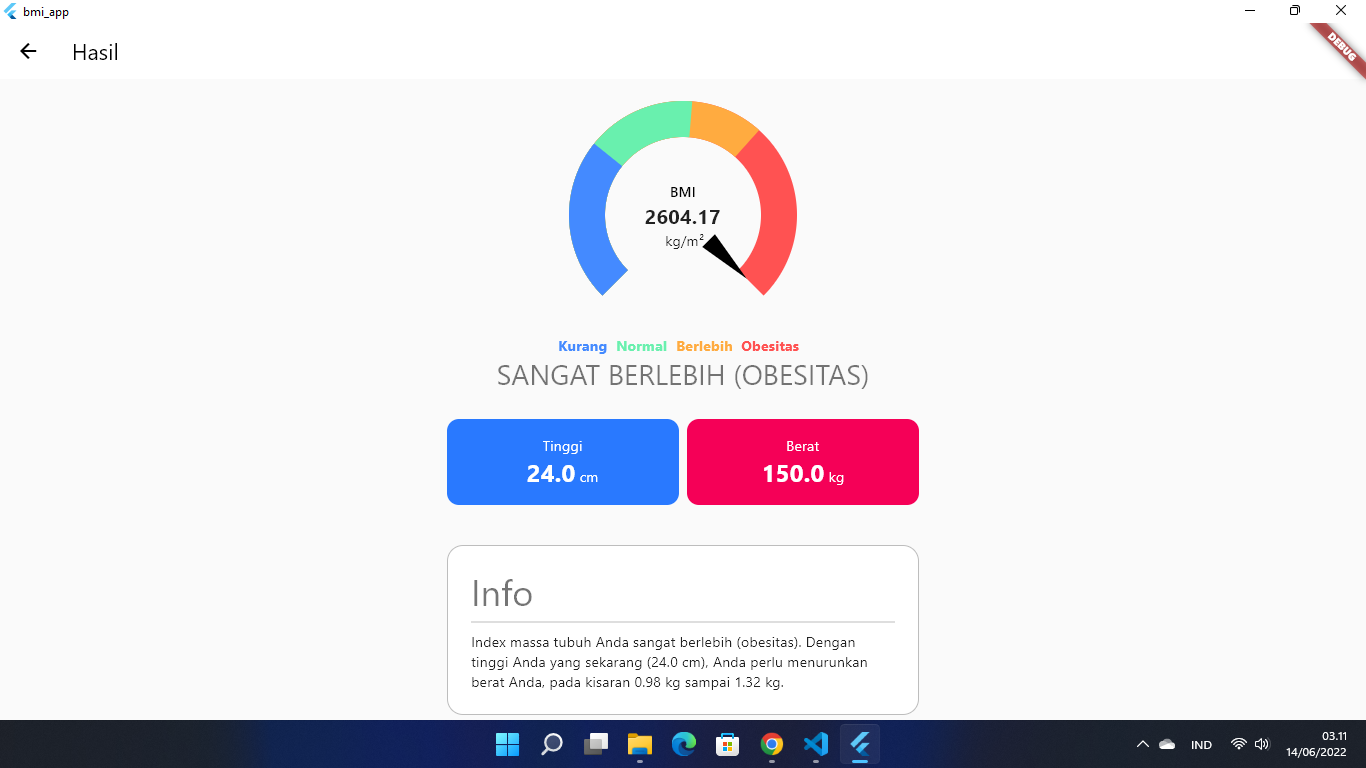 bmi_app
Hasil
DEBUG
BMI
2604.17
kg/m²
Kurang Normal Berlebih Obesitas
SANGAT BERLEBIH (OBESITAS)
Tinggi
24.0 cm
Berat
150.0 kg
Info
Index massa tubuh Anda sangat berlebih (obesitas). Dengan
tinggi Anda yang sekarang (24.0 cm), Anda perlu menurunkan
berat Anda, pada kisaran 0.98 kg sampai 1.32 kg.
IND
03.11
14/06/2022